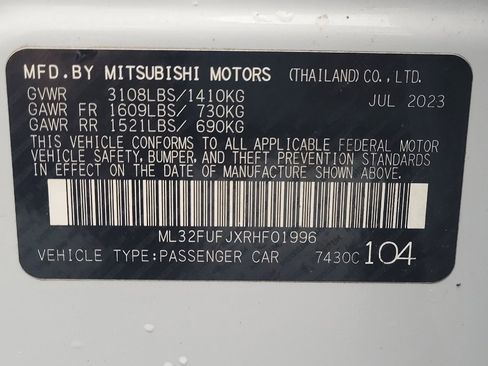 MFD.BY MITSUBISHI MOTORS (THAILAND)CO.,LTD.
GVWR 3108LBS/1410KG JUL 2023
GAWR FR 1609LBS/ 730KG
GAWR RR 1521LBS/ 690KG
THIS VEHICLE CONFORMS TO ALL APPLICABLE FEDERAL MOTOR
VEHICLE SAFETY, BUMPER, AND THEFT PREVENTION STANDARDS
IN EFFECT ON THE DATE OF MANUFACTURE SHOWN ABOVE.
ML32FUFJXRHF01996
VEHICLE TYPE:PASSENGER CAR 7430C 104